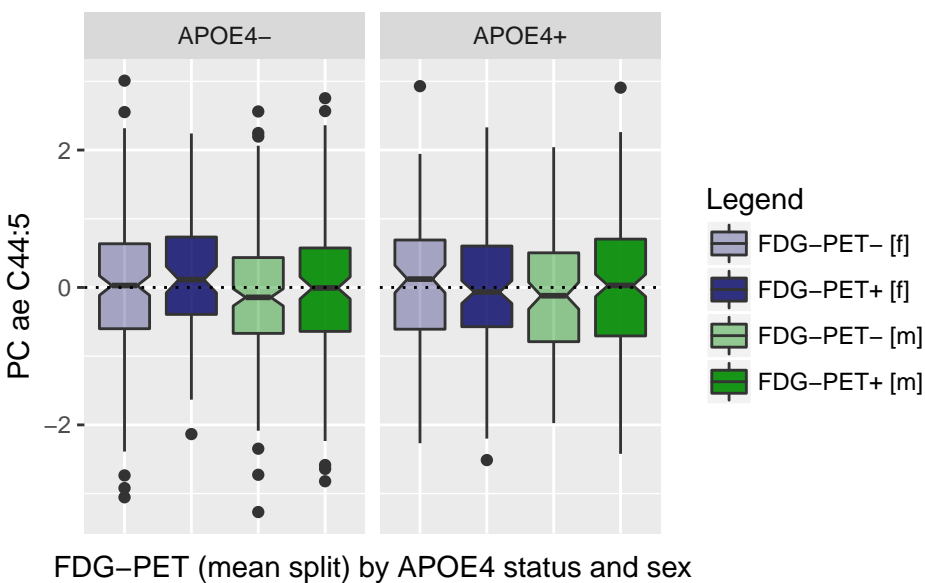 APOE4− APOE4+
2
0
−2
PC ae C44:5
FDG−PET (mean split) by APOE4 status and sex
Legend
FDG−PET− [f]
FDG−PET+ [f]
FDG−PET− [m]
FDG−PET+ [m]